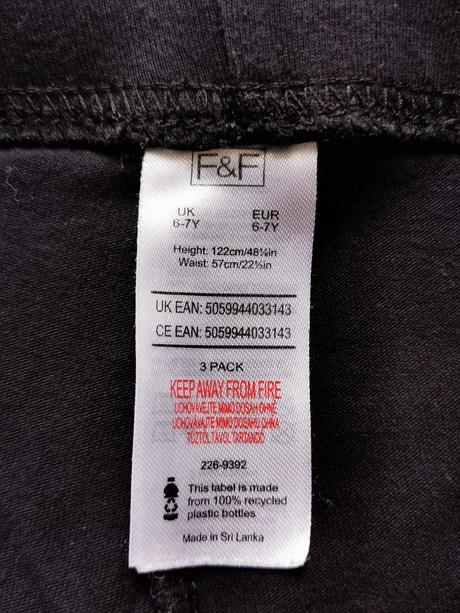 F&F
UK EUR
6-7Y 6-7Y
Height: 122cm/48⅛in
Waist: 57cm/22½in
UK EAN: 5059944033143
CE EAN: 5059944033143
3 PACK
KEEP AWAY FROM FIRE
UCHOVÁVEJTE MIMO DOSAH OHNĚ
UCHOVÁVAJTE MIMO DOSAHU OHŇA
TŰZTŐL TÁVOL TARTANDÓ
226-9392
This label is made
from 100% recycled
plastic bottles
Made in Sri Lanka